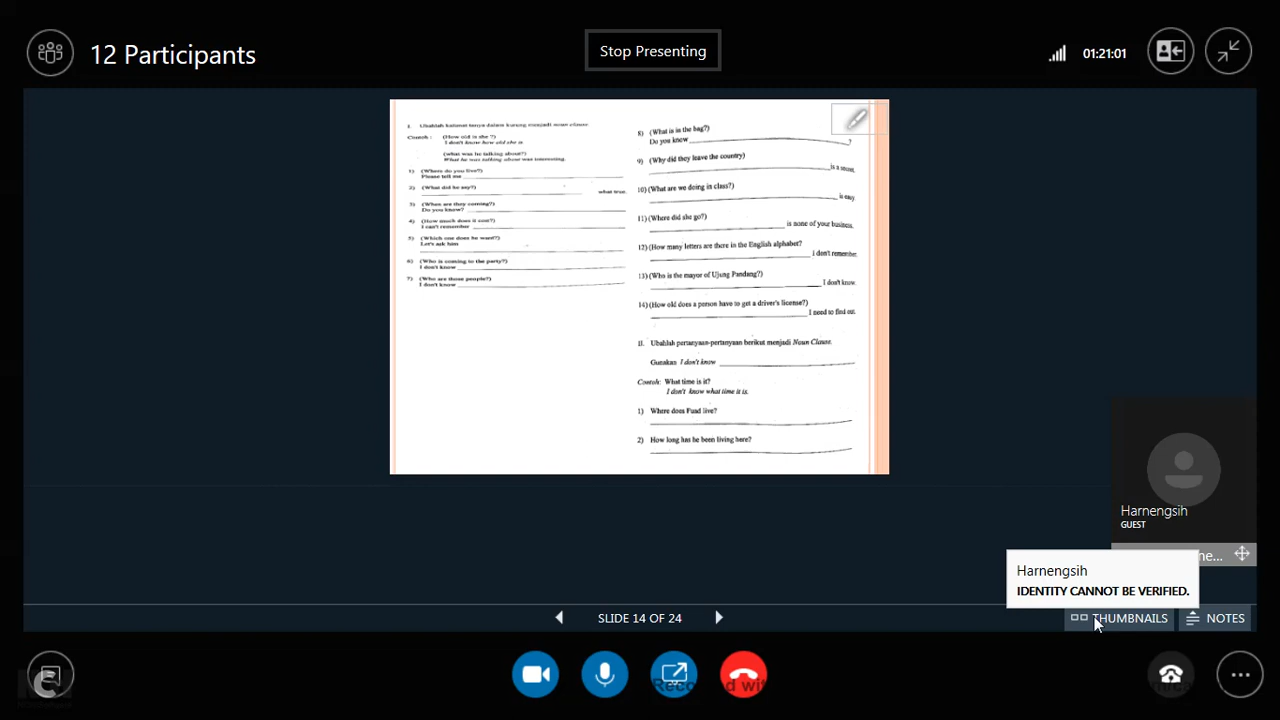 12 Participants
Stop Presenting
01:21:01
I. Ubahlah kalimat tanya dalam kurung menjadi noun clause
Contoh : (How old is she ?)
I don't know how old she is
(what was he talking about?)
What he was talking about was interesting.
1) (Where do you live?)
Please tell me
2) (What did he say?)
what true.
3) (When are they coming?)
Do you know?
4) (How much does it cost?)
I can't remember
5) (Which one does he want?)
Let's ask him
6) (Who is coming to the party?)
I don't know
7) (Who are those people?)
I don't know
8) (What is in the bag?)
Do you know ?
9) (Why did they leave the country)
is a secret.
10) (What are we doing in class?)
is easy.
11) (Where did she go?)
is none of your business.
12) (How many letters are there in the English alphabet?
I don't remember.
13) (Who is the mayor of Ujung Pandang?)
I don't know.
14) (How old does a person have to get a driver's license?)
I need to find out.
II. Ubahlah pertanyaan-pertanyaan berikut menjadi Noun Clause.
Gunakan I don't know
Contoh: What time is it?
I don't know what time it is.
1) Where does Fuad live?
2) How long has he been living here?
Harnengsih
GUEST
he...
Harnengsih
IDENTITY CANNOT BE VERIFIED.
SLIDE 14 OF 24
THUMBNAILS
NOTES